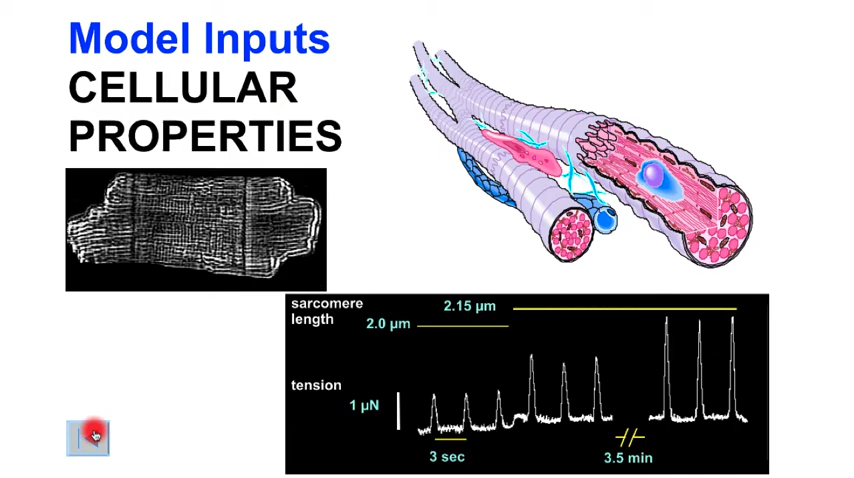 Model Inputs
CELLULAR
PROPERTIES
sarcomere
length
2.0 µm
2.15 µm
tension
1 µN
3 sec
3.5 min